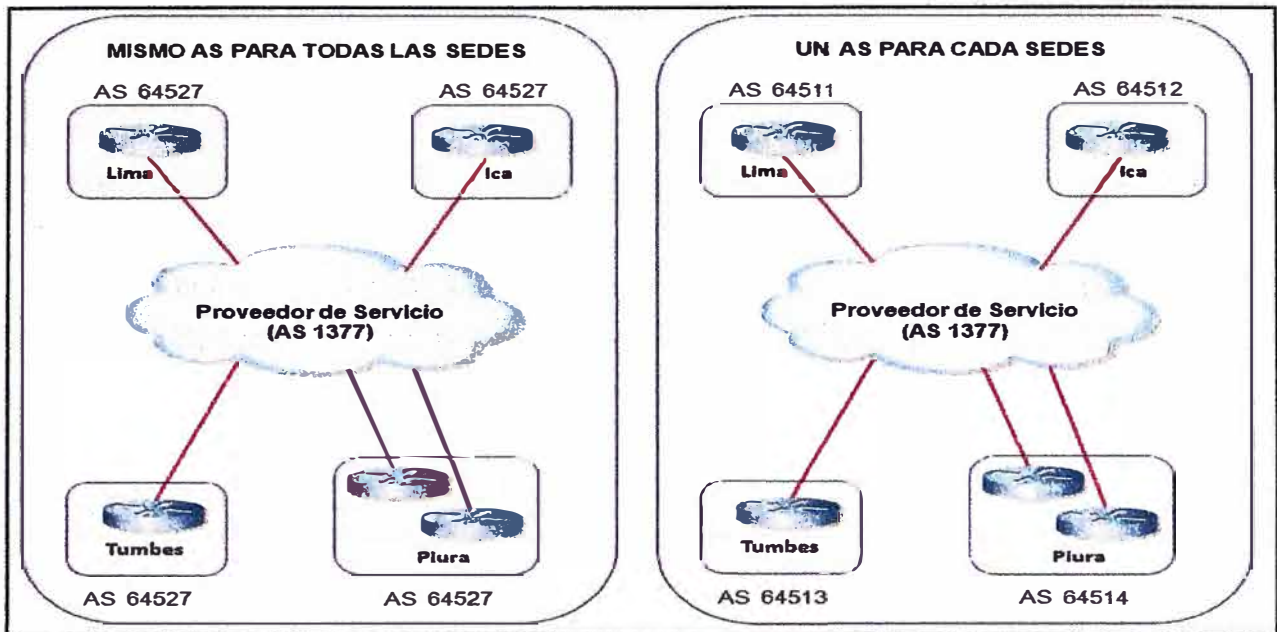 MISMO AS PARA TODAS LAS SEDES
AS 64527
AS 64527
Lima
Ica
Proveedor de Servicio
(AS 1377)
Tumbes
Piura
AS 64527
AS 64527
UN AS PARA CADA SEDES
AS 64511
AS 64512
Lima
Ica
Proveedor de Servicio
(AS 1377)
Tumbes
Piura
AS 64513
AS 64514